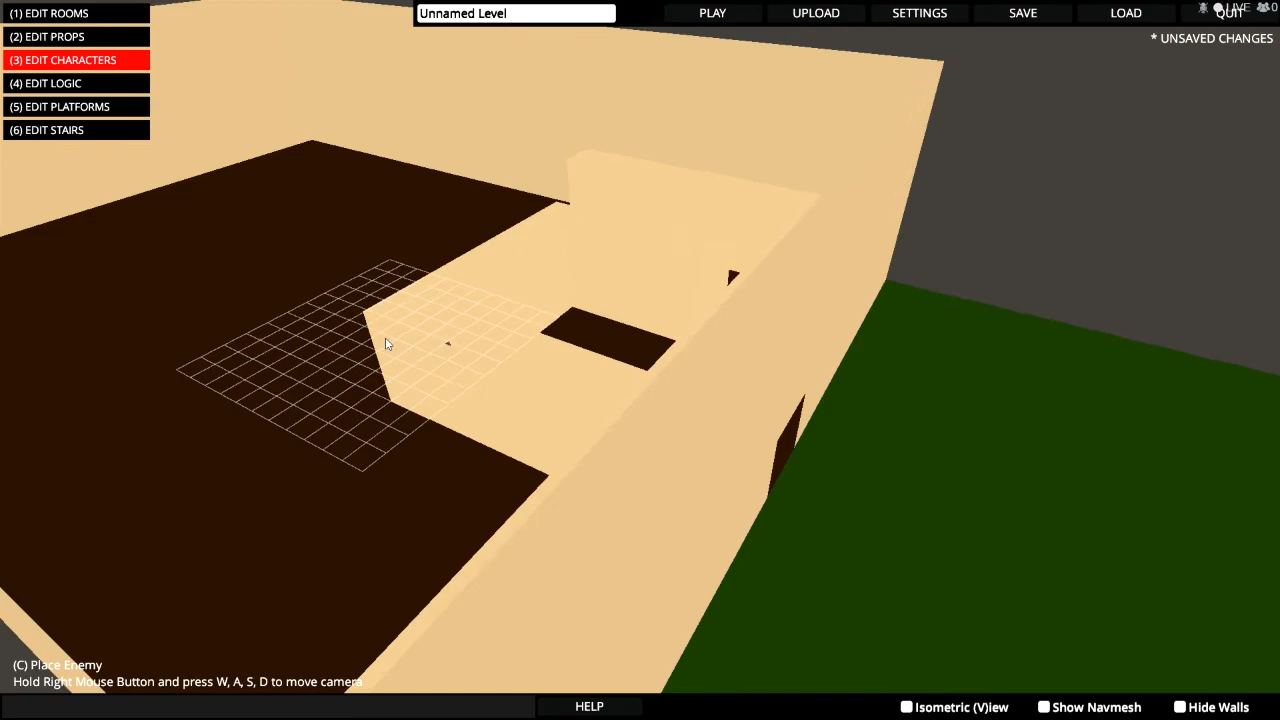 (1) EDIT ROOMS
Unnamed Level
PLAY
UPLOAD
SETTINGS
SAVE
LOAD
QUIT
LIVE
0
(2) EDIT PROPS
* UNSAVED CHANGES
(3) EDIT CHARACTERS
(4) EDIT LOGIC
(5) EDIT PLATFORMS
(6) EDIT STAIRS
(C) Place Enemy
Hold Right Mouse Button and press W, A, S, D to move camera
HELP
Isometric (V)iew
Show Navmesh
Hide Walls